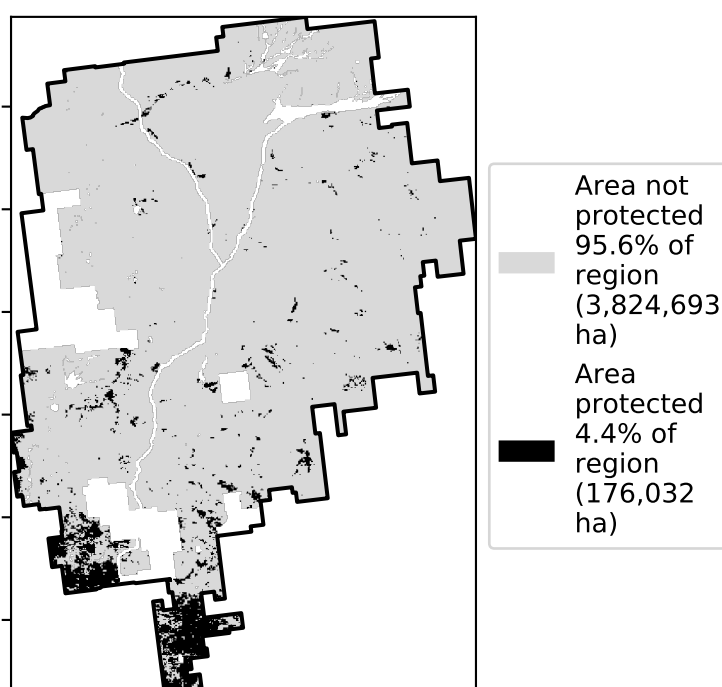 Area not
protected
95.6% of
region
(3,824,693
ha)
Area
protected
4.4% of
region
(176,032
ha)